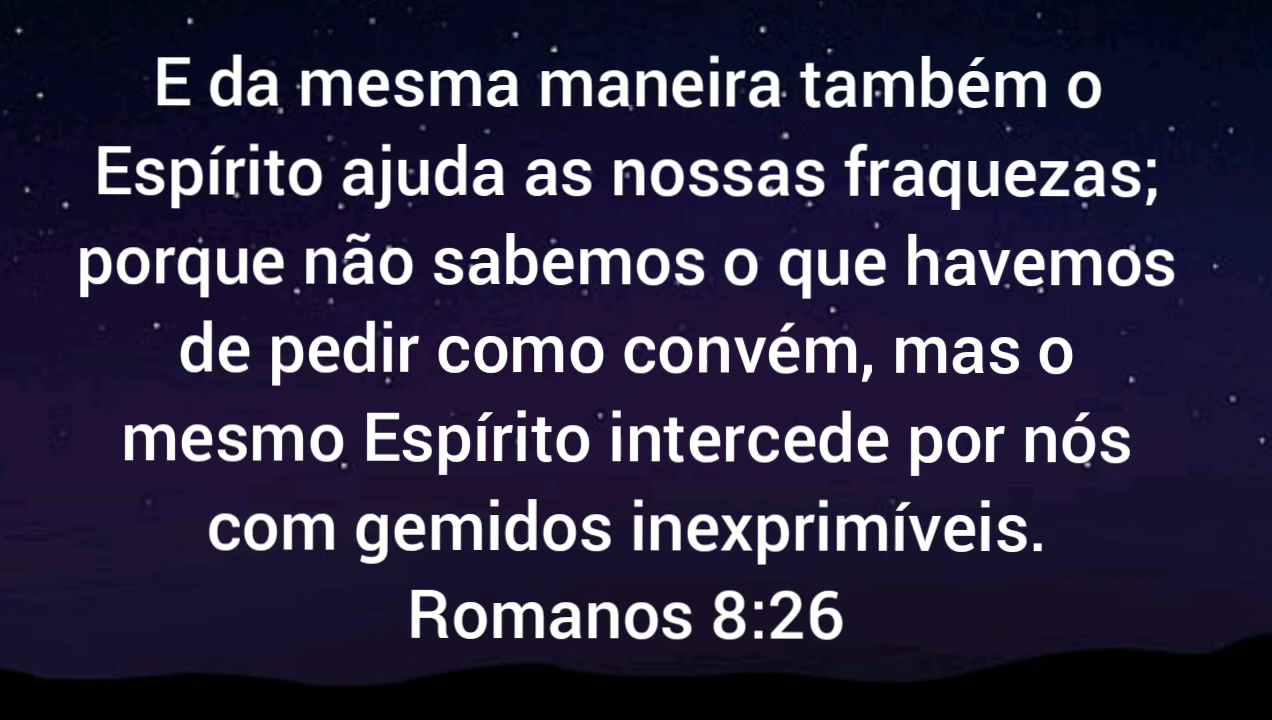 E da mesma maneira também o
Espírito ajuda as nossas fraquezas;
porque não sabemos o que havemos
de pedir como convém, mas o
mesmo Espírito intercede por nós
com gemidos inexprimíveis.
Romanos 8:26